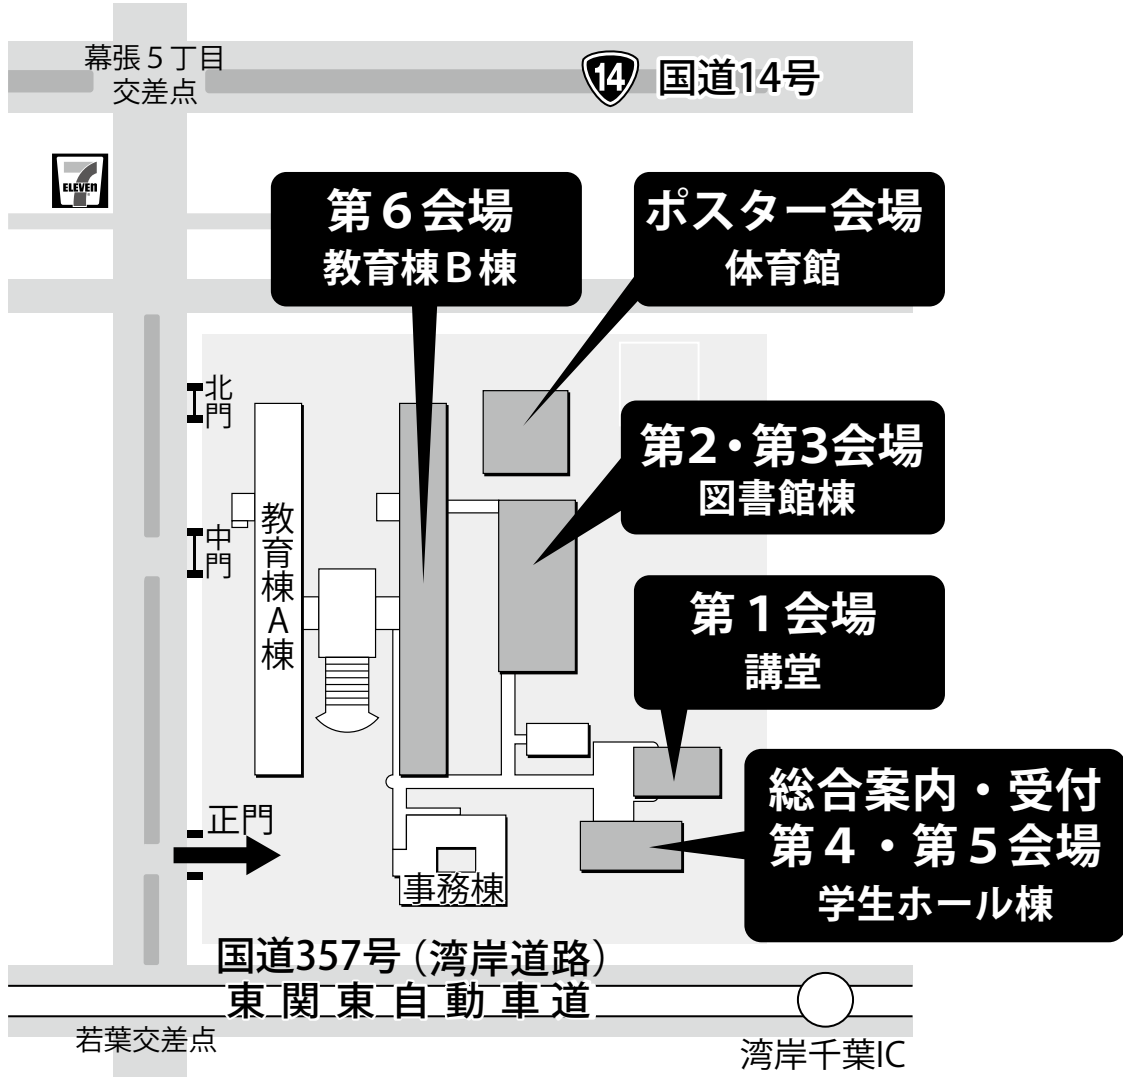 幕張5丁目
交差点
14
国道14号
ELEVEN
第6会場
教育棟B棟
ポスター会場
体育館
北門
第2・第3会場
図書館棟
中門
教育棟A棟
第1会場
講堂
正門
総合案内・受付
第4・第5会場
学生ホール棟
事務棟
国道357号(湾岸道路)
東関東自動車道
若葉交差点
湾岸千葉IC